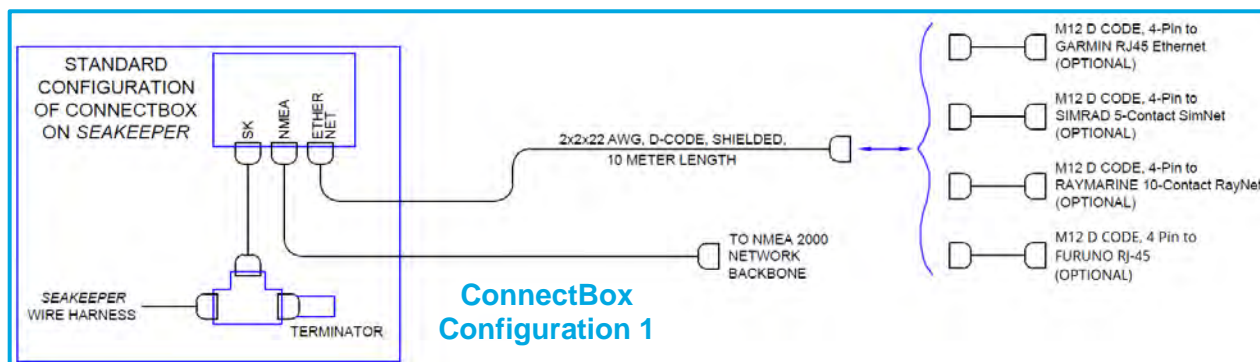 STANDARD
CONFIGURATION
OF CONNECTBOX
ON SEAKEEPER
SK
NMEA
ETHER
NET
2x2x22 AWG, D-CODE, SHIELDED,
10 METER LENGTH
TO NMEA 2000
NETWORK
BACKBONE
SEAKEEPER
WIRE HARNESS
TERMINATOR
ConnectBox
Configuration 1
M12 D CODE, 4-Pin to
GARMIN RJ45 Ethernet
(OPTIONAL)
M12 D CODE, 4-Pin to
SIMRAD 5-Contact SimNet
(OPTIONAL)
M12 D CODE, 4-Pin to
RAYMARINE 10-Contact RayNet
(OPTIONAL)
M12 D CODE, 4 Pin to
FURUNO RJ-45
(OPTIONAL)